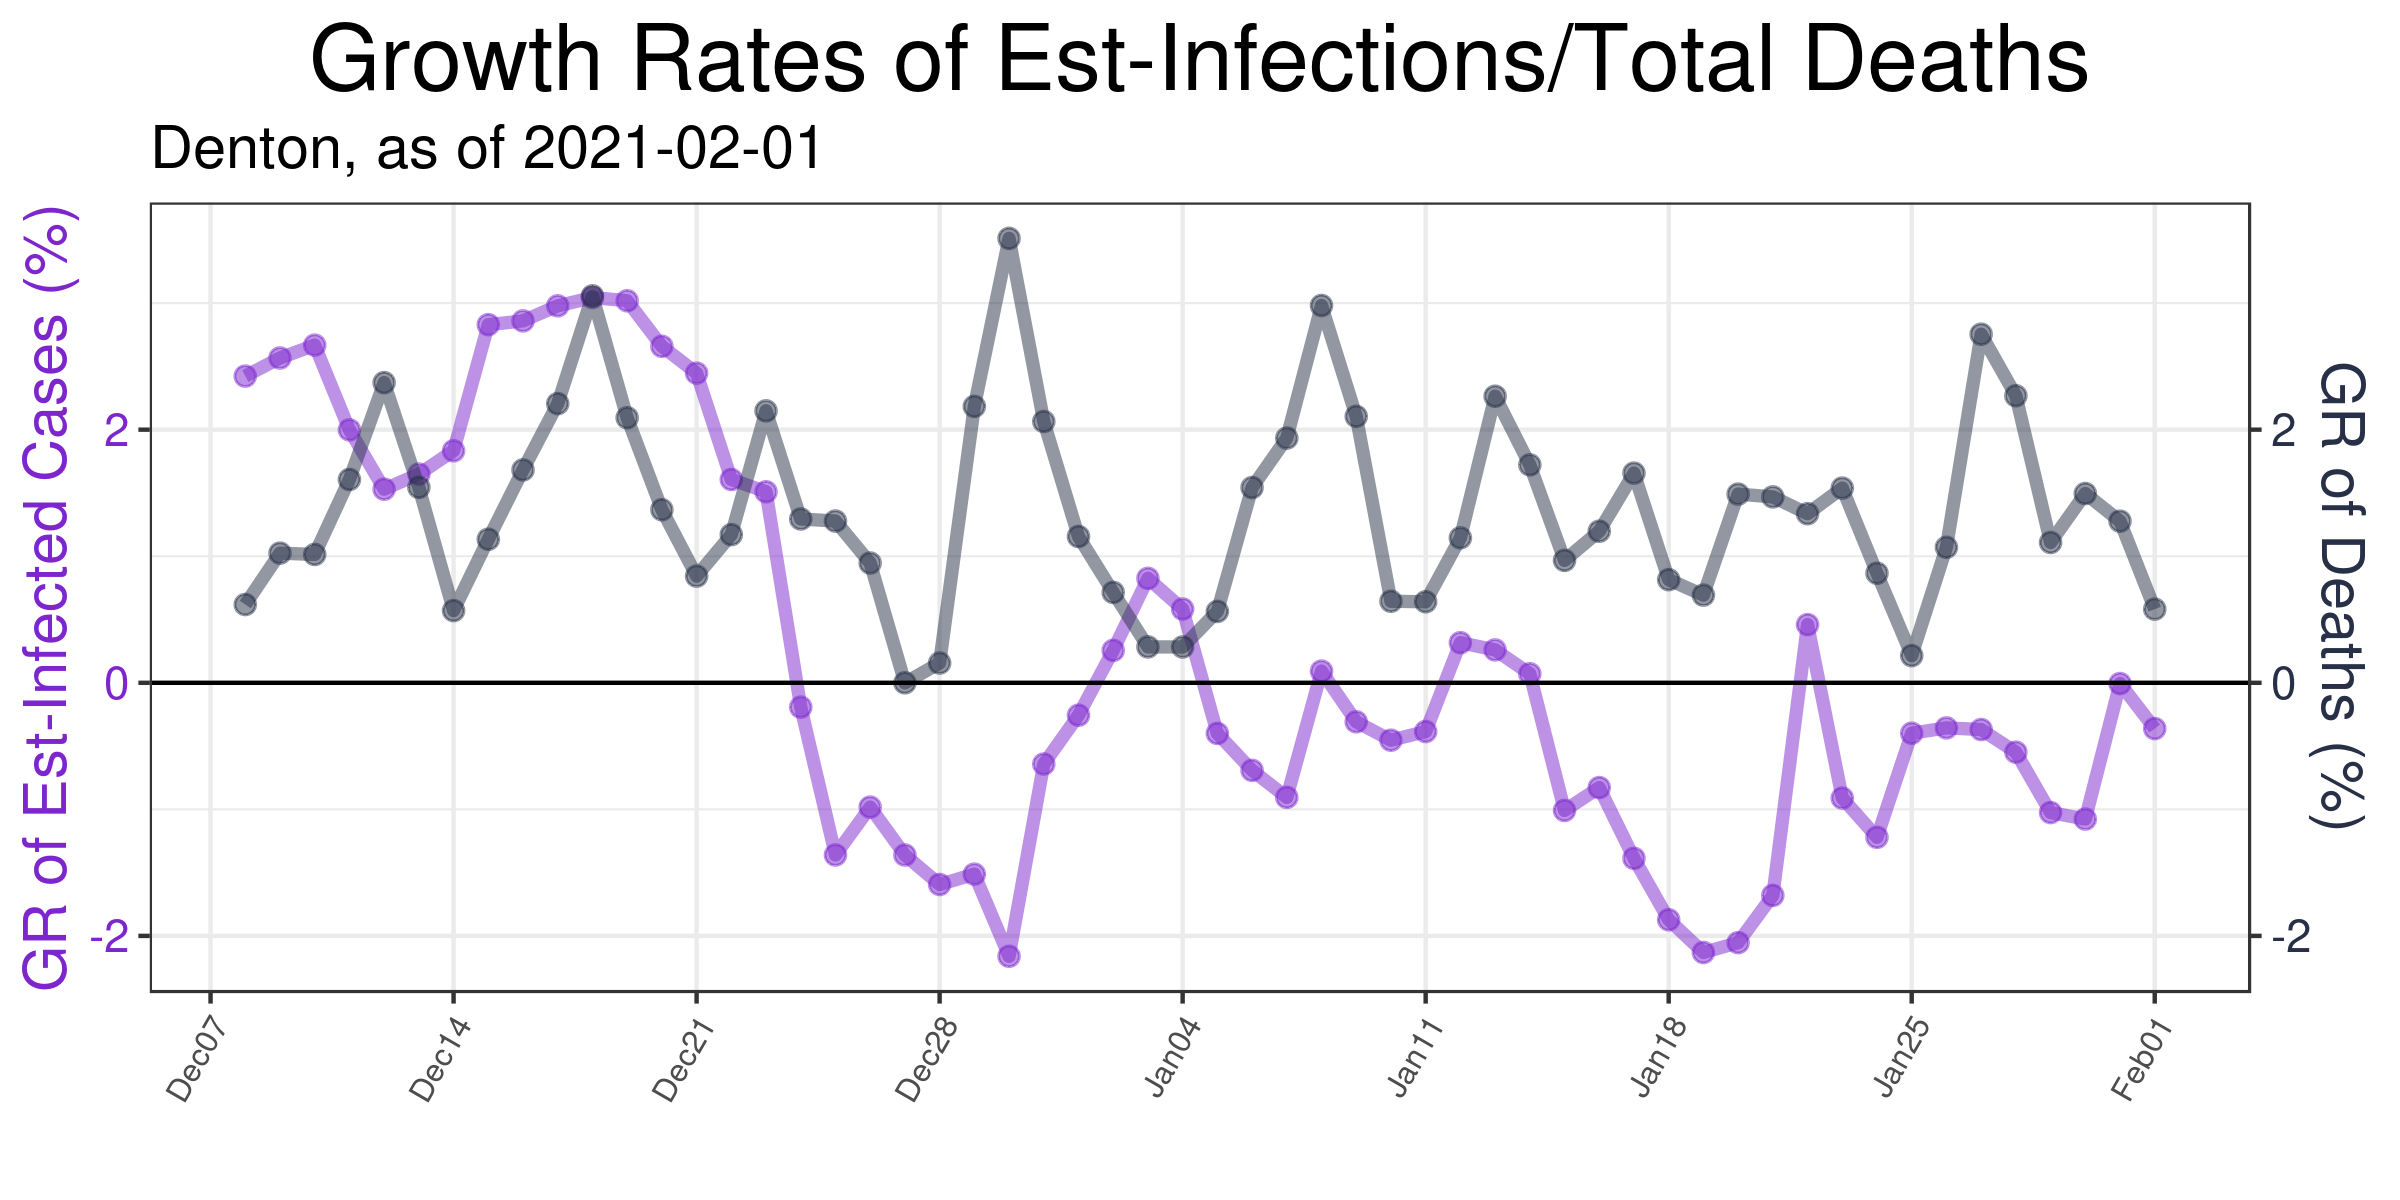 Growth Rates of Est-Infections/Total Deaths
Denton, as of 2021-02-01
GR of Est-Infected Cases (%)
2
0
-2
2
0
-2
GR of Deaths (%)
Dec07
Dec14
Dec21
Dec28
Jan04
Jan11
Jan18
Jan25
Feb01